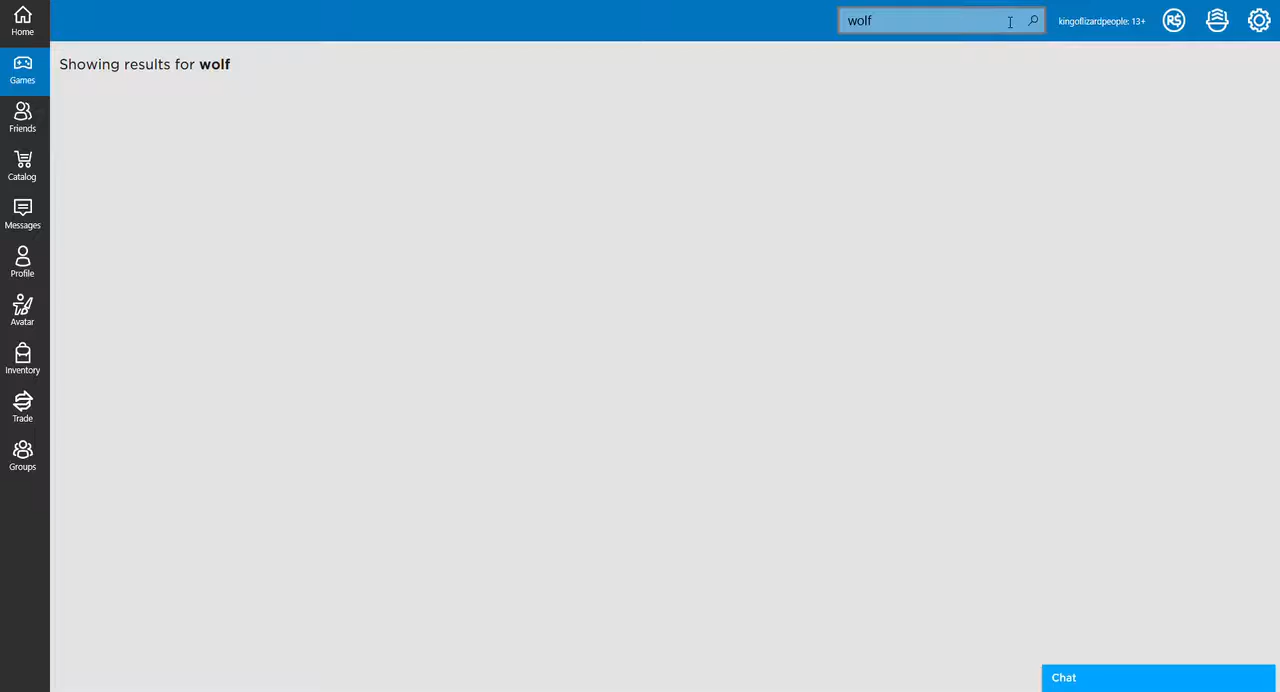 wolf
kingoflizardpeople: 13+
R$
Home
Games
Friends
Catalog
Messages
Profile
Avatar
Inventory
Trade
Groups
Showing results for wolf
Chat